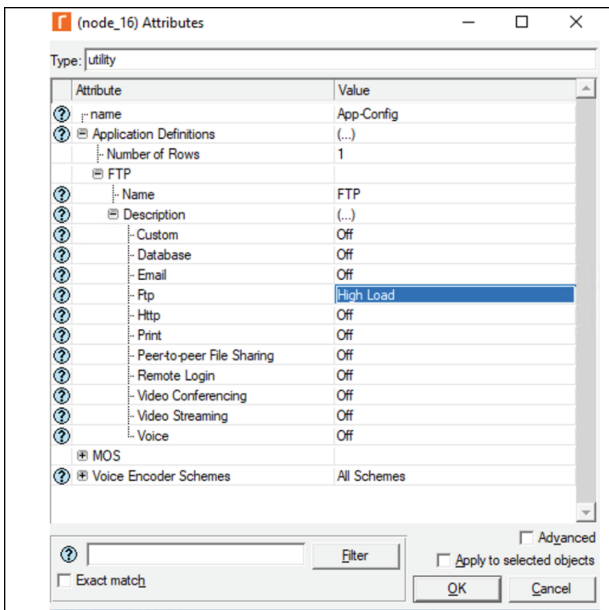 (node_16) Attributes
Type: utility
Attribute Value
name App-Config
Application Definitions (...)
Number of Rows 1
FTP
Name FTP
Description (...)
Custom Off
Database Off
Email Off
Ftp High Load
Http Off
Print Off
Peer-to-peer File Sharing Off
Remote Login Off
Video Conferencing Off
Video Streaming Off
Voice Off
MOS
Voice Encoder Schemes All Schemes
Advanced
Filter Apply to selected objects
Exact match OK Cancel